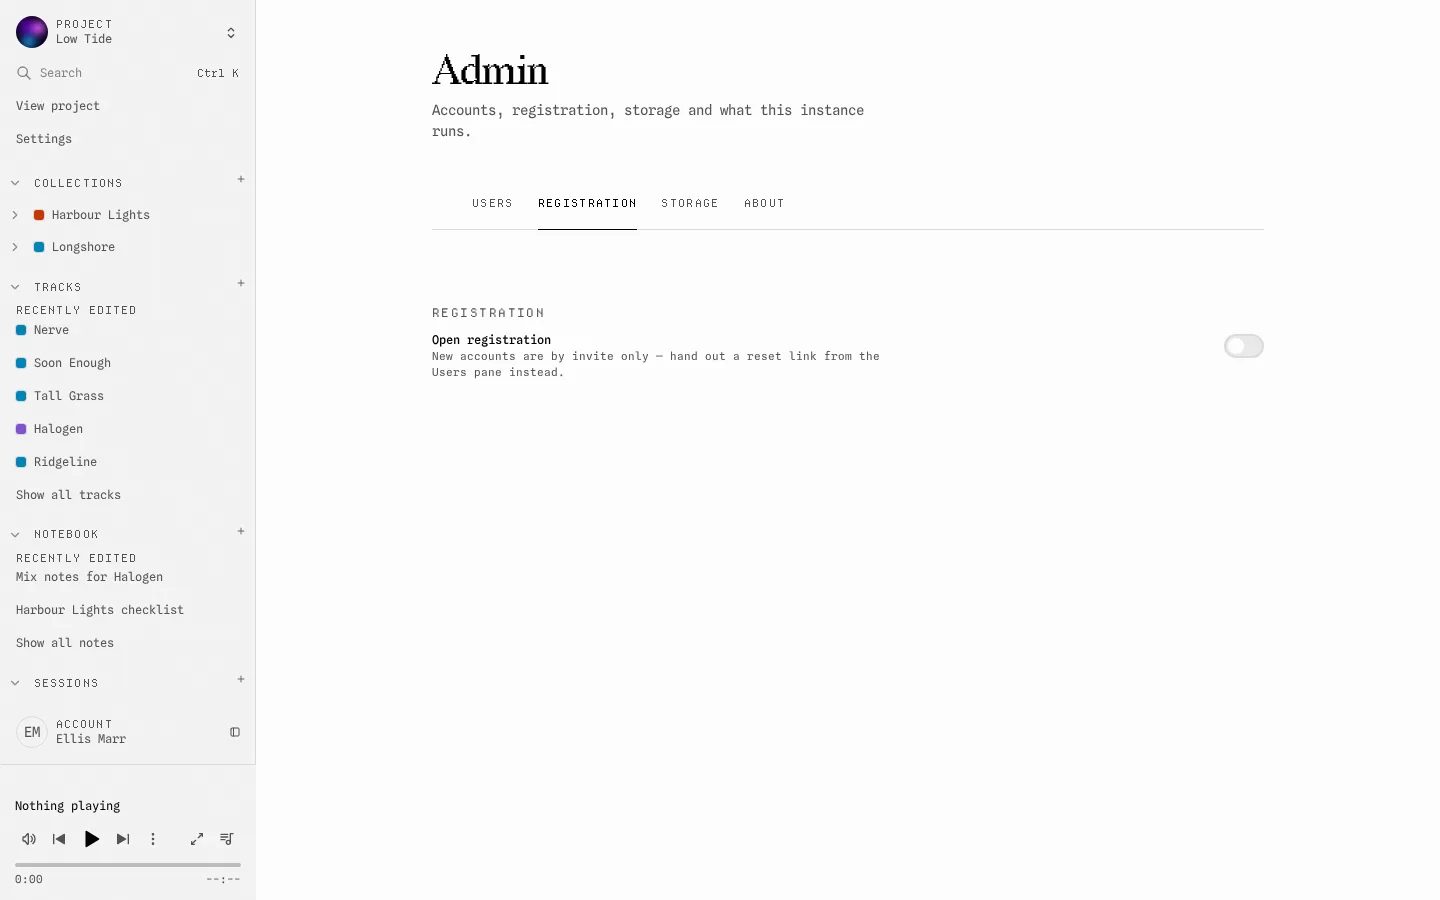 PROJECT
Low Tide
Search
Ctrl K
View project
Settings
COLLECTIONS
Harbour Lights
Longshore
TRACKS
RECENTLY EDITED
Nerve
Soon Enough
Tall Grass
Halogen
Ridgeline
Show all tracks
NOTEBOOK
RECENTLY EDITED
Mix notes for Halogen
Harbour Lights checklist
Show all notes
SESSIONS
EM
ACCOUNT
Ellis Marr
Nothing playing
0:00
--:--
Admin
Accounts, registration, storage and what this instance
runs.
USERS
REGISTRATION
STORAGE
ABOUT
REGISTRATION
Open registration
New accounts are by invite only — hand out a reset link from the
Users pane instead.